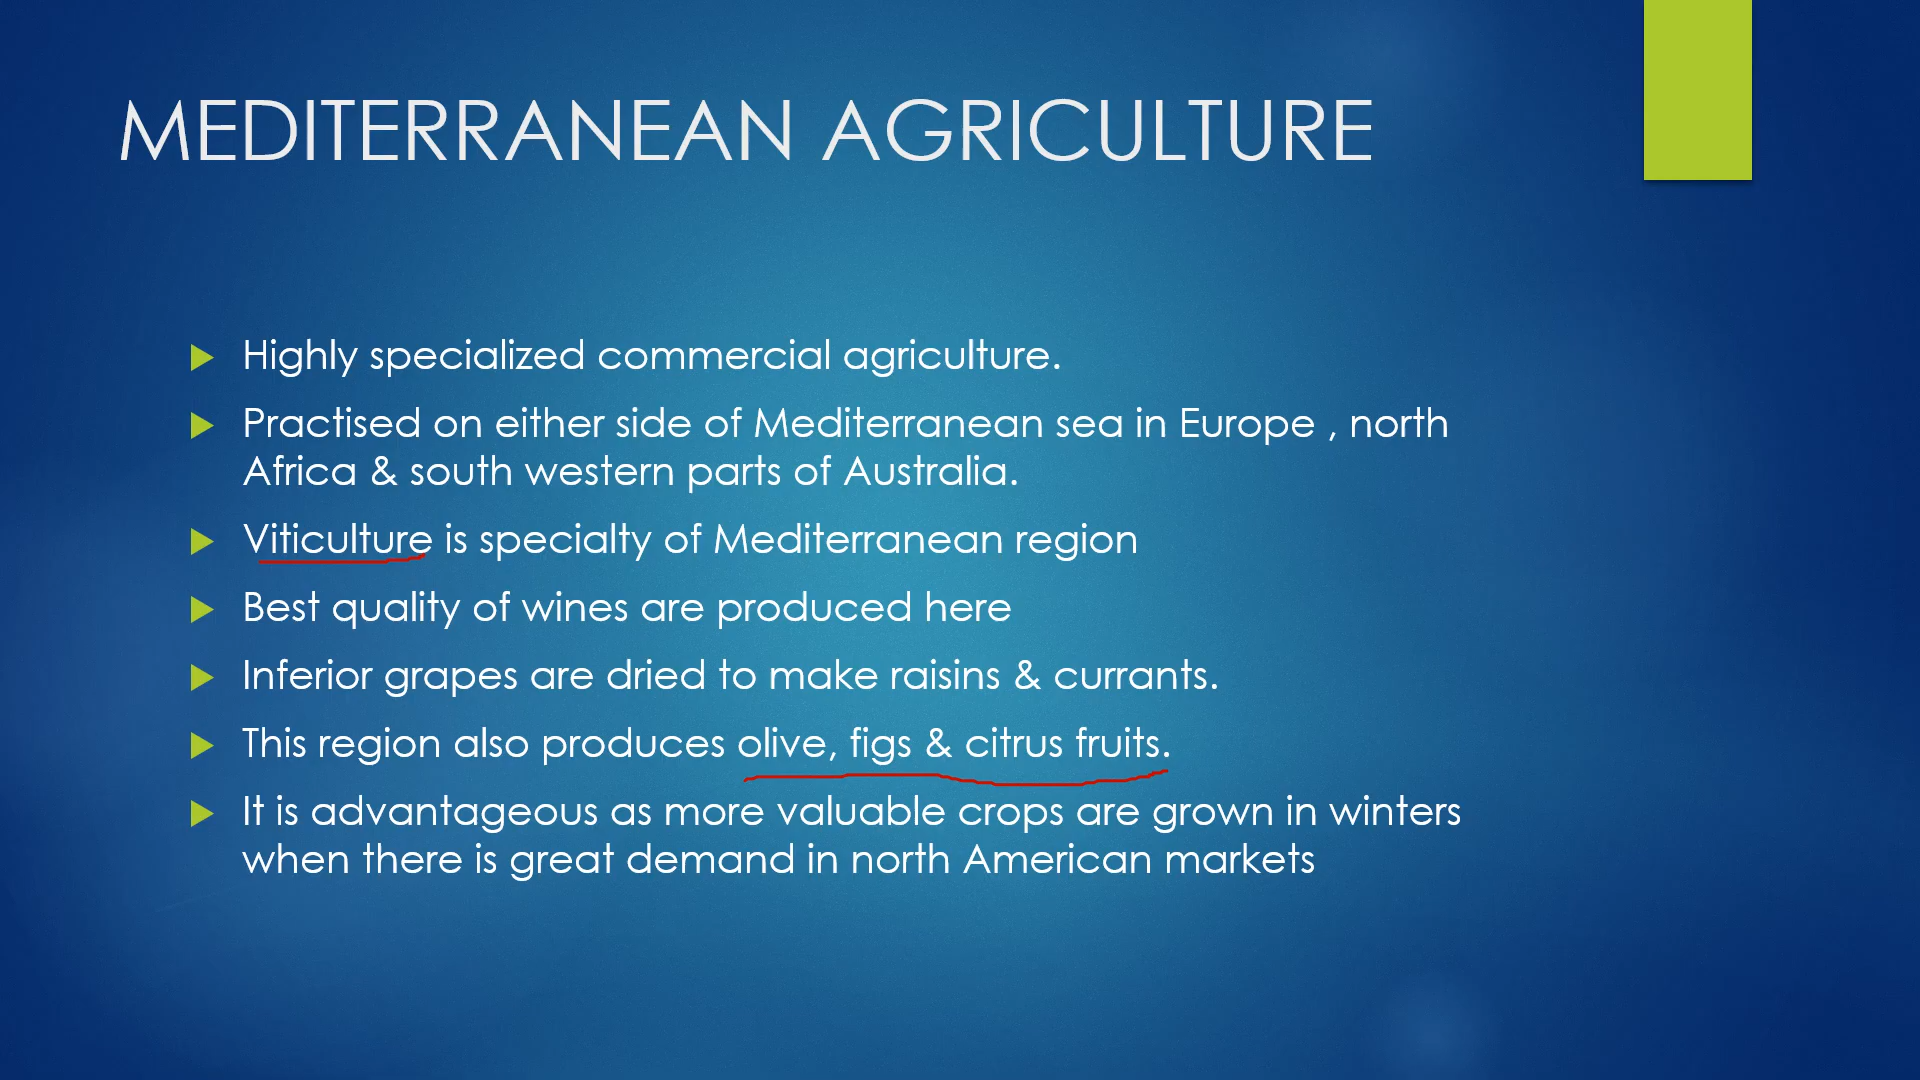 MEDITERRANEAN AGRICULTURE
Highly specialized commercial agriculture.
Practised on either side of Mediterranean sea in Europe , north
Africa & south western parts of Australia.
Viticulture is specialty of Mediterranean region
Best quality of wines are produced here
Inferior grapes are dried to make raisins & currants.
This region also produces olive, figs & citrus fruits.
It is advantageous as more valuable crops are grown in winters
when there is great demand in north American markets